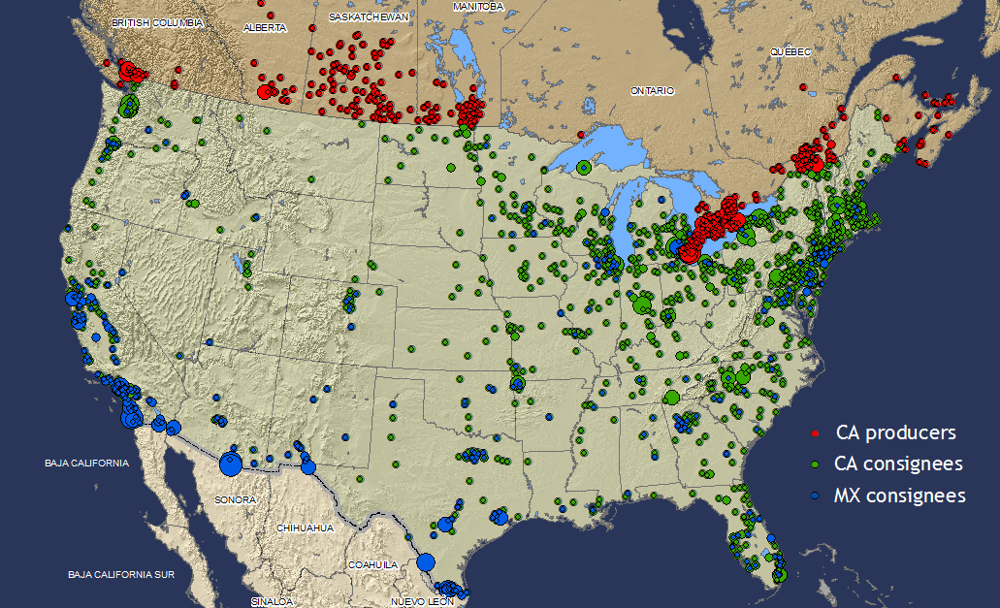 MANITOBA
SASKATCHEWAN
BRITISH COLUMBIA
ALBERTA
QUÉBEC
ONTARIO
CA producers
CA consignees
MX consignees
BAJA CALIFORNIA
SONORA
CHIHUAHUA
COAHUILA
BAJA CALIFORNIA SUR
SINALOA
NUEVO LEON